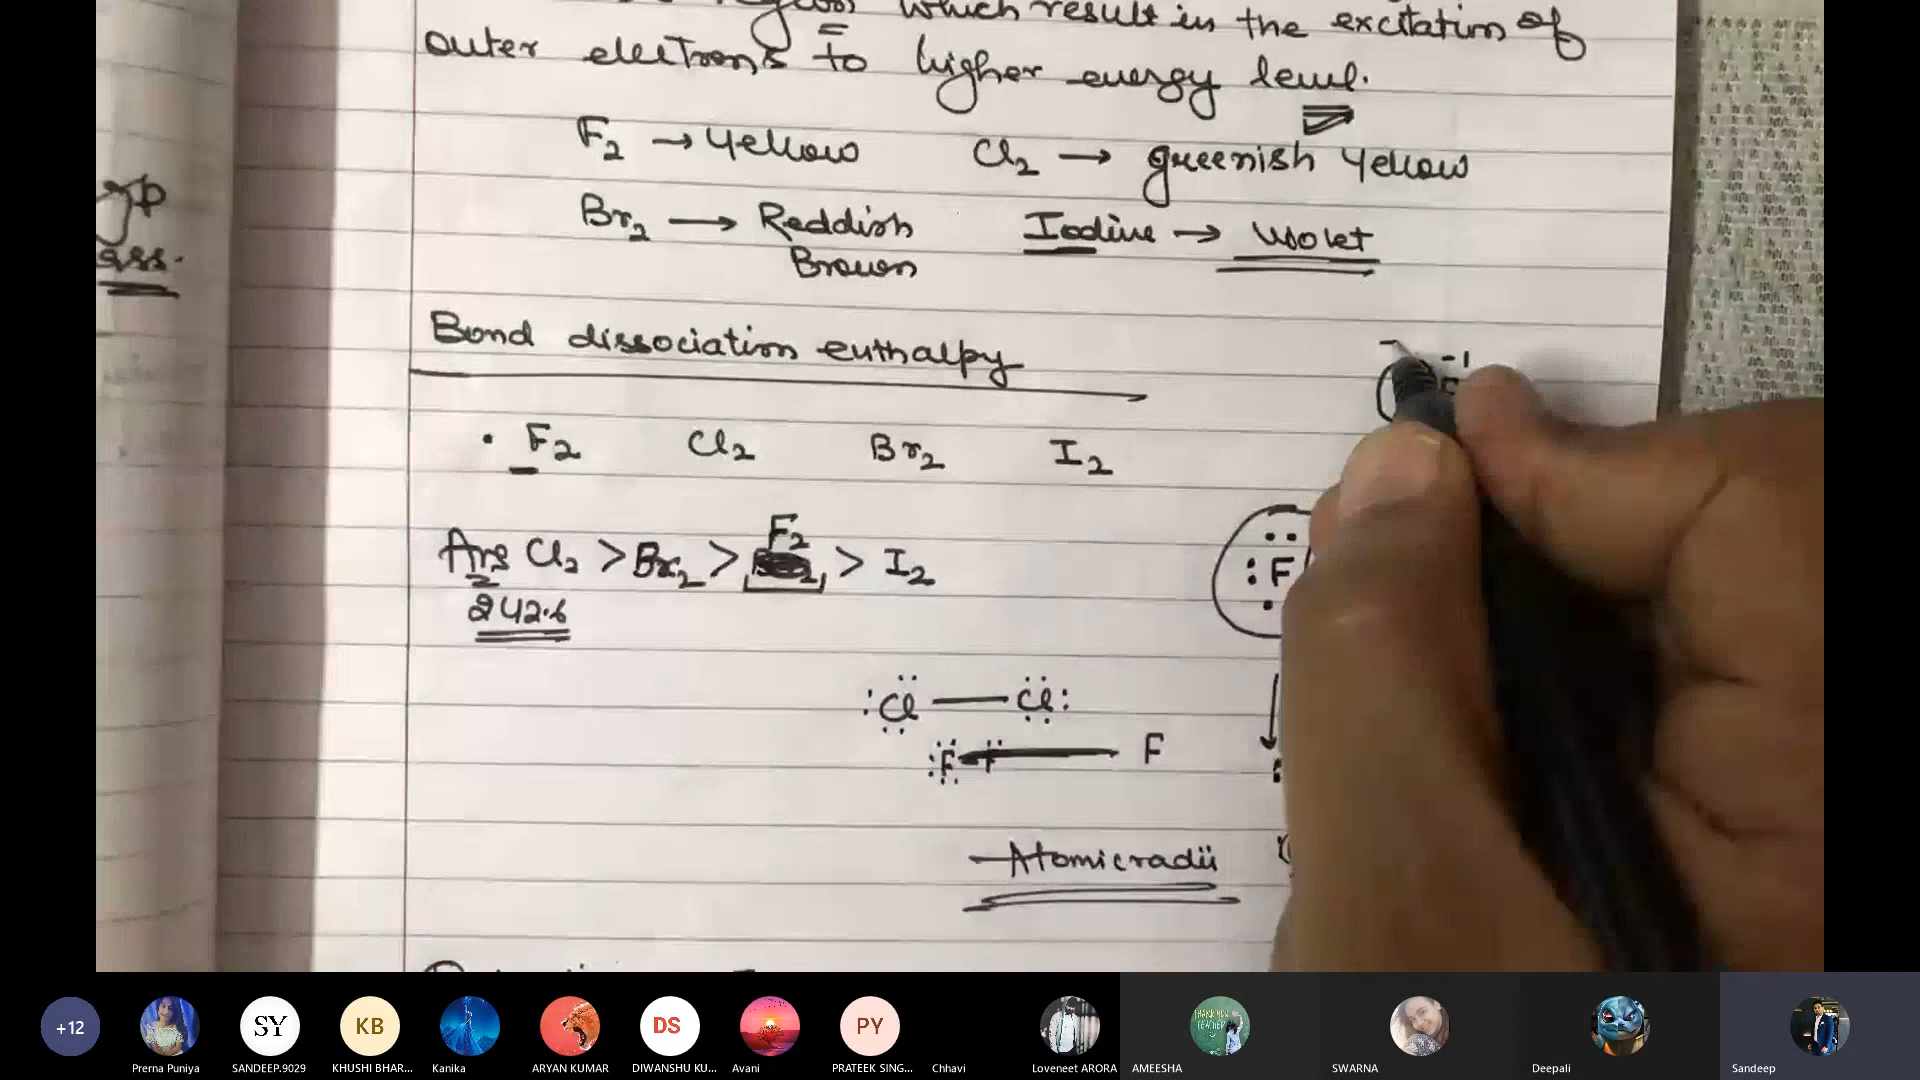 which result in the excitation of
outer electrons to higher energy level.
F2 → Yellow Cl2 → greenish Yellow
Br2 → Reddish Brown Iodine → Violet
Bond dissociation enthalpy
• F2 Cl2 Br2 I2
Ans Cl2 > Br2 > F2 > I2
242.6
-1
:F
:Cl — Cl:
:F — F
Atomic radii
ass.
+12
Prerna Puniya
SY
SANDEEP.9029
KB
KHUSHI BHAR...
Kanika
ARYAN KUMAR
DS
DIWANSHU KU...
Avani
PY
PRATEEK SING...
Chhavi
Loveneet ARORA
AMEESHA
SWARNA
Deepali
Sandeep